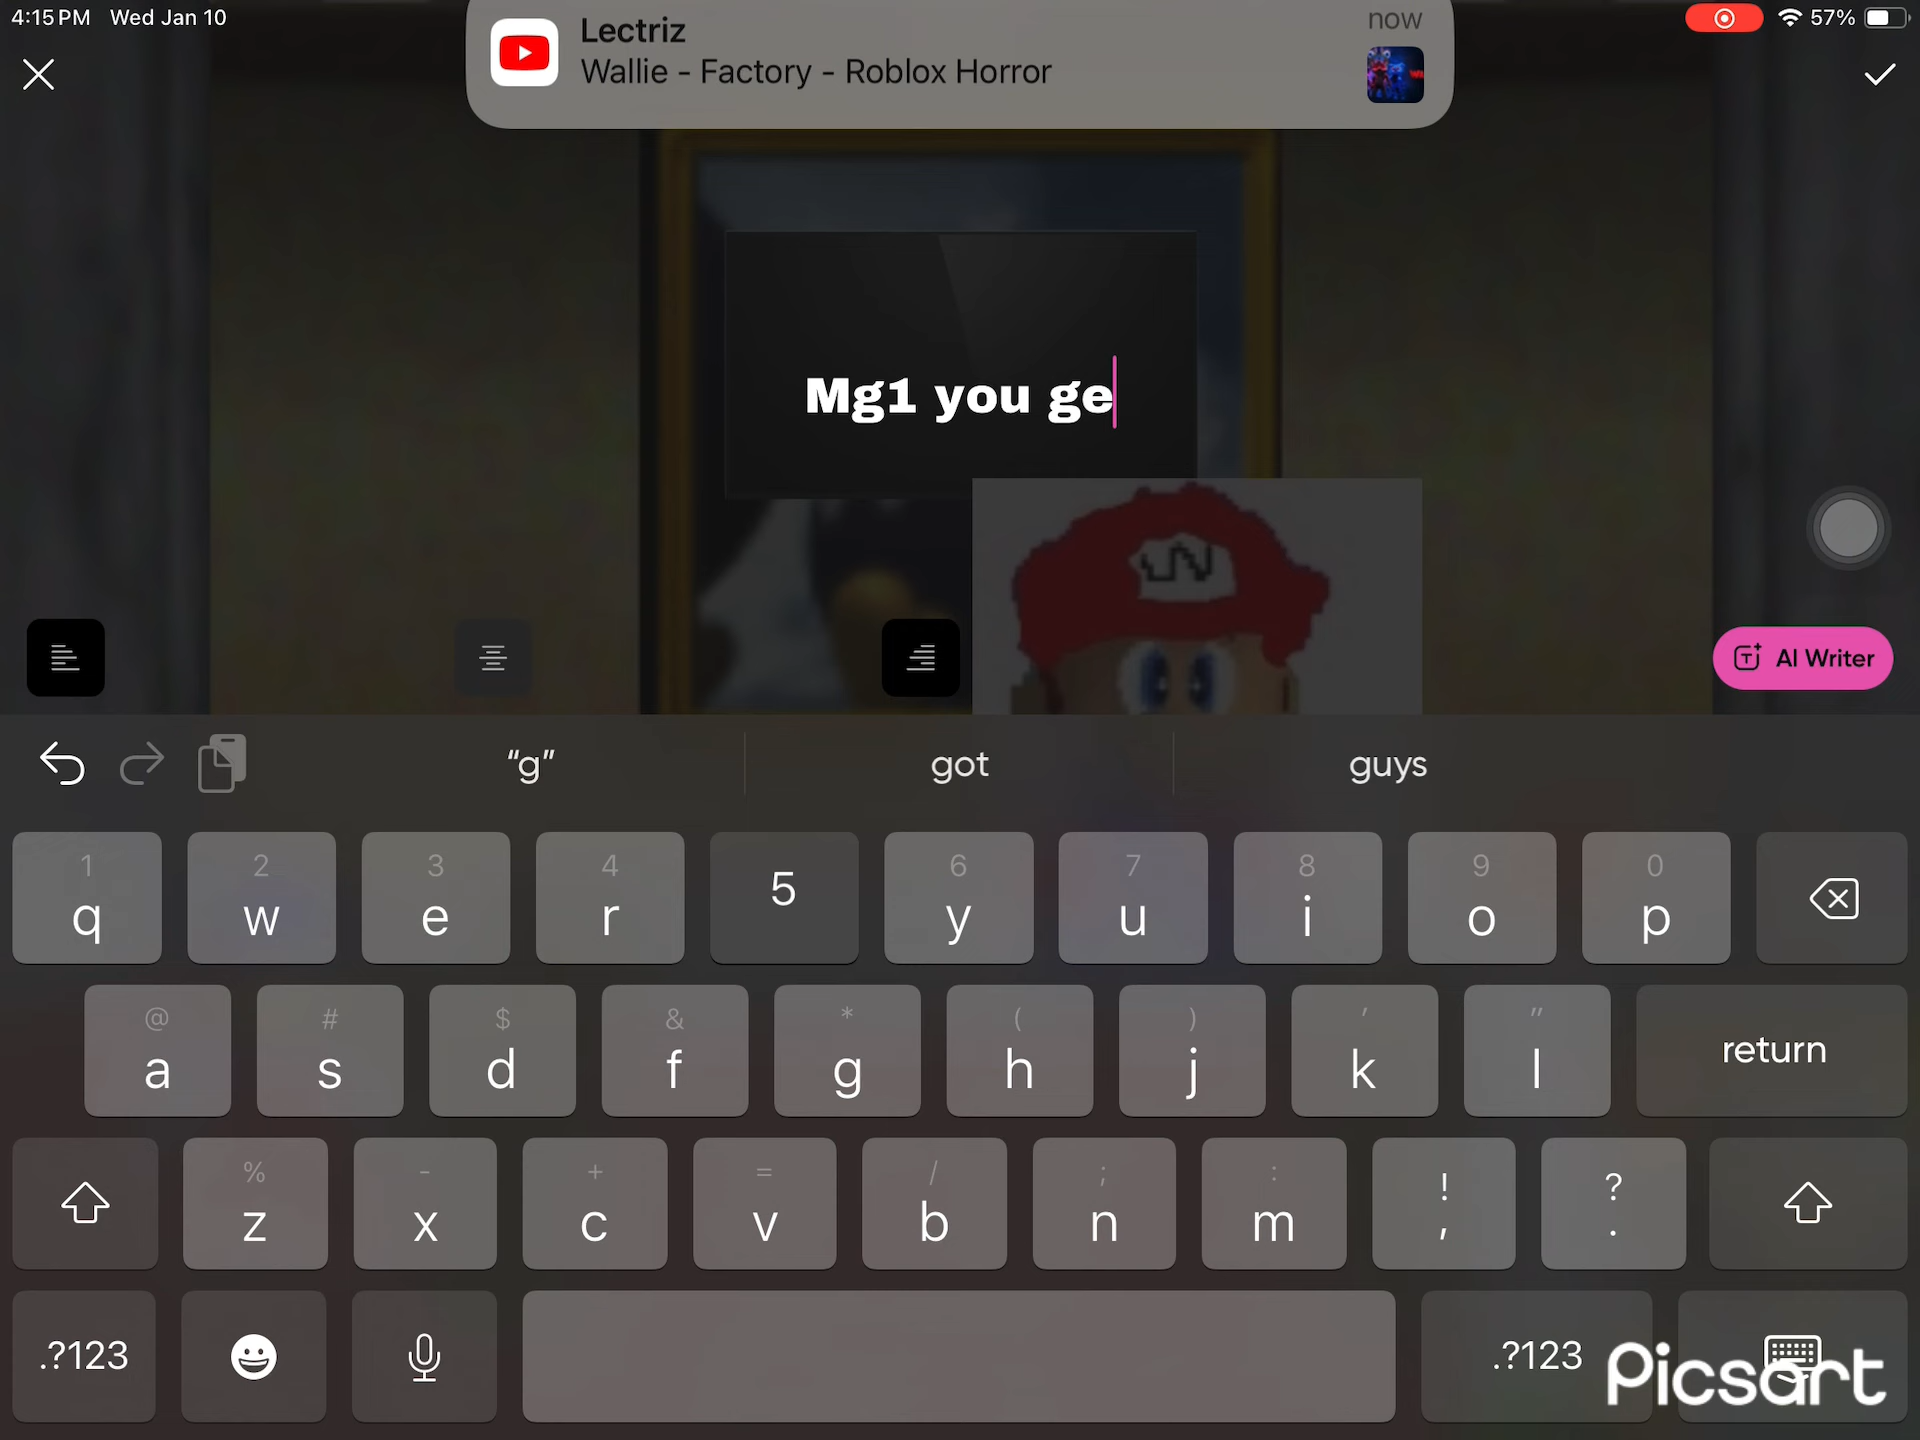 4:15 PM Wed Jan 10
57%
Lectriz
now
Wallie - Factory - Roblox Horror
Mg1 you ge
AI Writer
“g” got guys
1 2 3 4 5 6 7 8 9 0
q w e r y u i o p
@ # $ & * ( ) ' "
a s d f g h j k l return
% - + = / ; : ! ?
z x c v b n m , .
.?123 .?123
Picsart